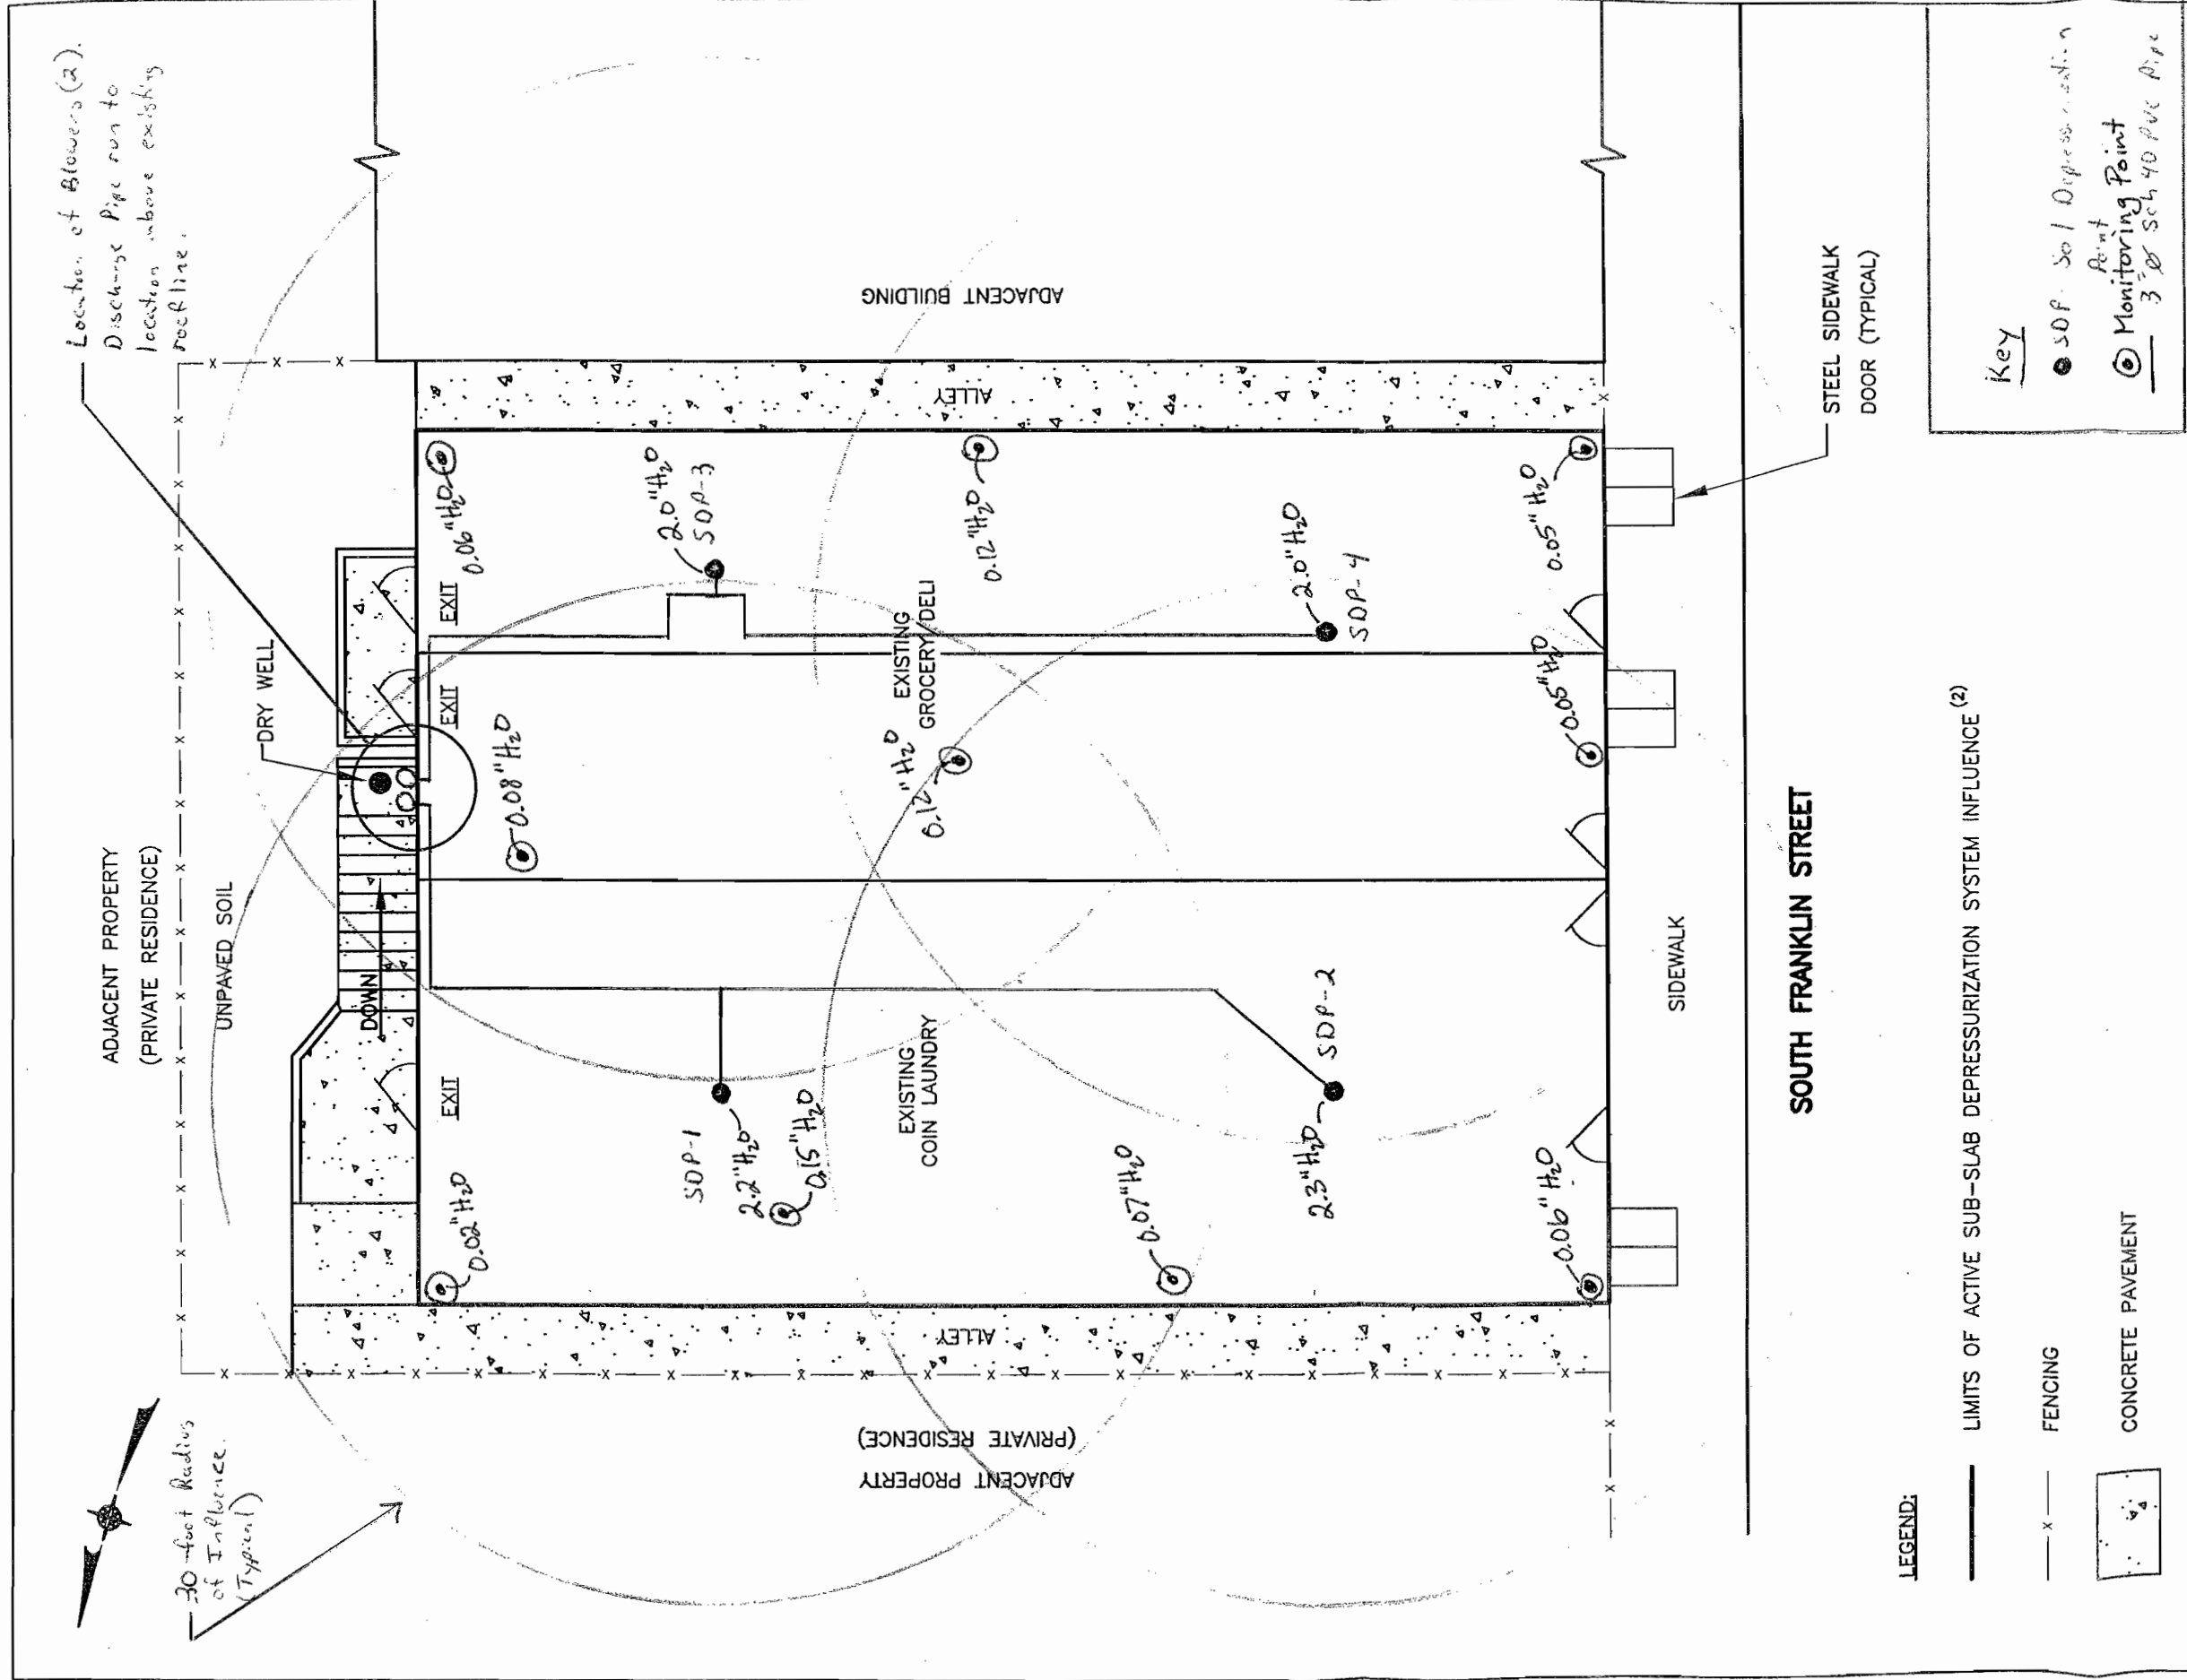 Location of Blowers (2).
Discharge Pipe run to
location above existing
roofline.
ADJACENT PROPERTY
(PRIVATE RESIDENCE)
UNPAVED SOIL
DRY WELL
DOWN
30-foot Radius
of Influence.
(Typical)
EXIT
EXIT
EXIT
0.02"H2O
0.08"H2O
0.06"H2O
SDP-1
2.2"H2O
0.15"H2O
2.0"H2O
SDP-3
ALLEY
ALLEY
ADJACENT BUILDING
ADJACENT PROPERTY
(PRIVATE RESIDENCE)
EXISTING
COIN LAUNDRY
0.12"H2O
EXISTING
GROCERY/DELI
0.12"H2O
0.07"H2O
2.3"H2O
SDP-2
2.0"H2O
SDP-4
0.06"H2O
0.05"H2O
0.05"H2O
SIDEWALK
SOUTH FRANKLIN STREET
STEEL SIDEWALK
DOOR (TYPICAL)
LEGEND:
LIMITS OF ACTIVE SUB-SLAB DEPRESSURIZATION SYSTEM INFLUENCE (2)
x FENCING
CONCRETE PAVEMENT
Key
SDP - Soil Depressurization
Point
Monitoring Point
3"ø Sch 40 PVC Pipe